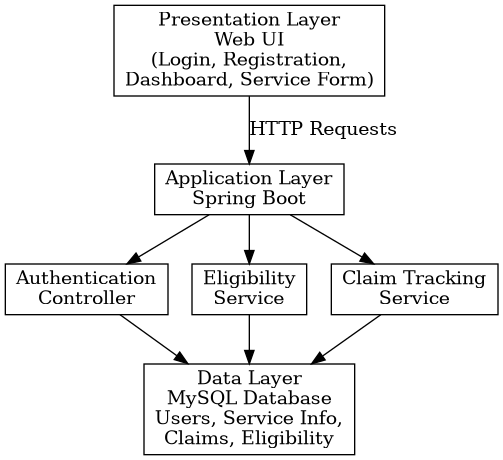 Presentation Layer
Web UI
(Login, Registration,
Dashboard, Service Form)
HTTP Requests
Application Layer
Spring Boot
Authentication
Controller
Eligibility
Service
Claim Tracking
Service
Data Layer
MySQL Database
Users, Service Info,
Claims, Eligibility